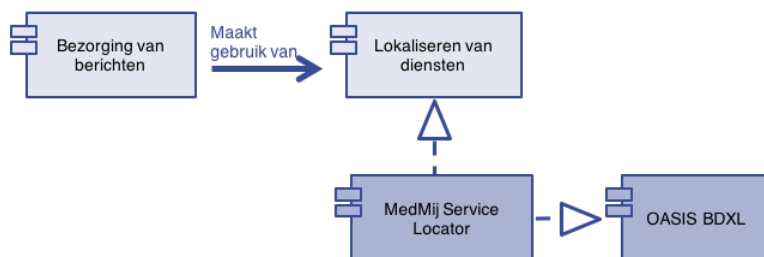 Bezorging van
berichten
Maakt
gebruik van
Lokaliseren van
diensten
MedMij Service
Locator
OASIS BDXL